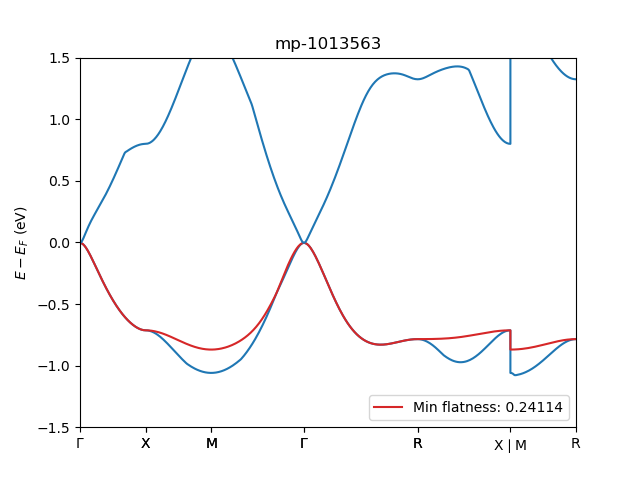 mp-1013563
1.5
1.0
0.5
0.0
−0.5
−1.0
−1.5
E − E_F (eV)
Min flatness: 0.24114
Γ X M Γ R X | M R